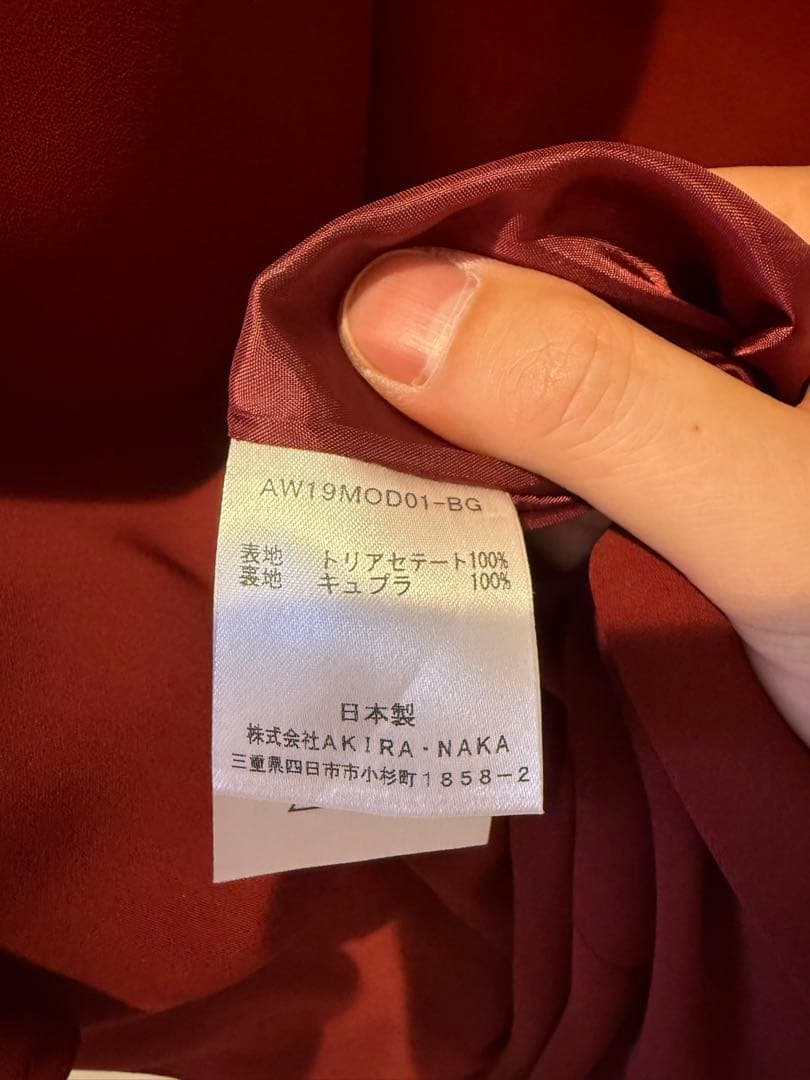 AW19MOD01-BG
表地 トリアセテート100%
裏地 キュプラ 100%
日本製
株式会社AKIRA・NAKA
三重県四日市市小杉町1858-2